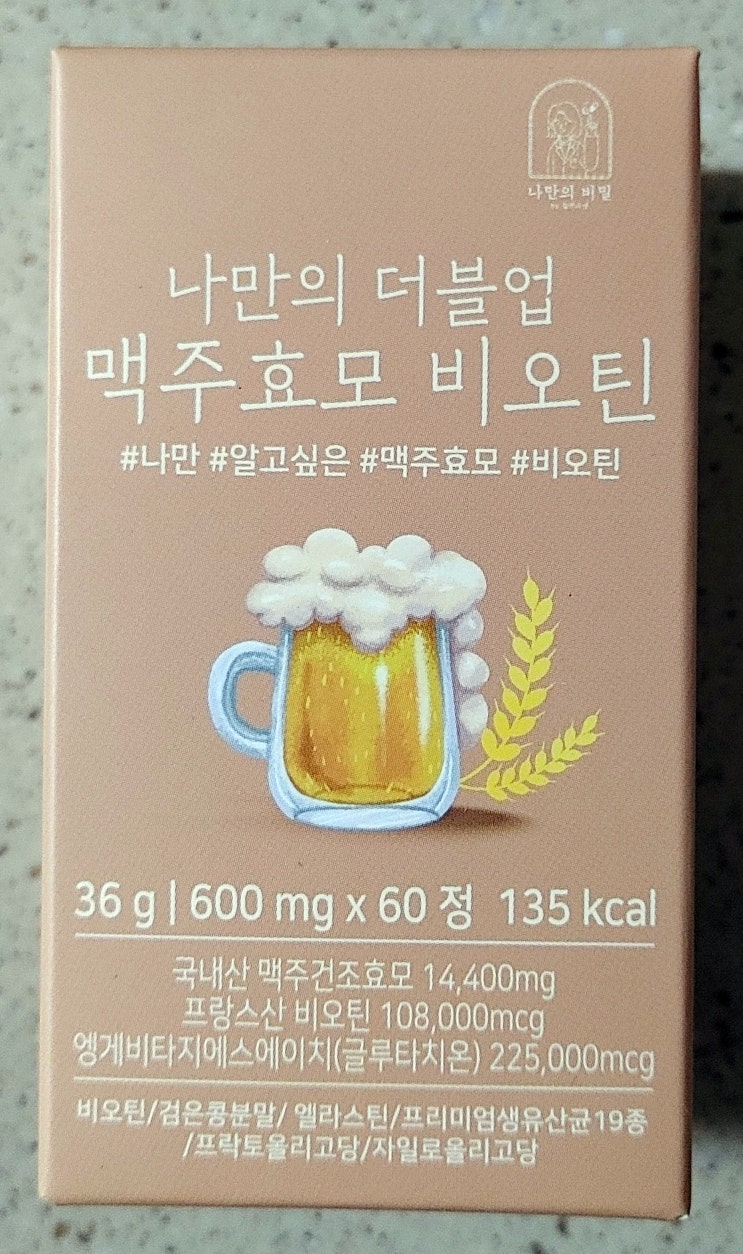 나만의 비밀
나만의 더블업
맥주효모 비오틴
#나만 #알고싶은 #맥주효모 #비오틴
36 g | 600 mg x 60 정 135 kcal
국내산 맥주건조효모 14,400mg
프랑스산 비오틴 108,000mcg
엥게비타지에스에이치(글루타치온) 225,000mcg
비오틴/검은콩분말/ 엘라스틴/프리미엄생유산균19종
/프락토올리고당/자일로올리고당